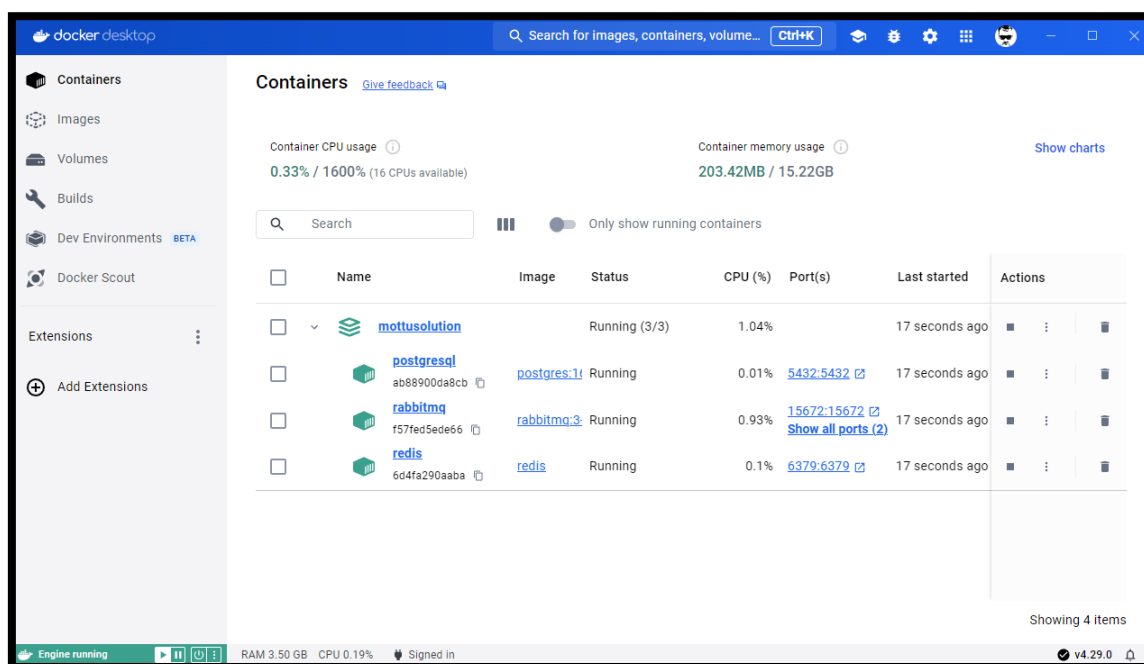 docker desktop
Search for images, containers, volume... Ctrl+K
Containers
Images
Volumes
Builds
Dev Environments BETA
Docker Scout
Extensions
Add Extensions
Containers Give feedback
Container CPU usage
0.33% / 1600% (16 CPUs available)
Container memory usage
203.42MB / 15.22GB
Show charts
Search
Only show running containers
Name Image Status CPU (%) Port(s) Last started Actions
mottusolution Running (3/3) 1.04% 17 seconds ago
postgresql
ab88900da8cb
postgres:16 Running 0.01% 5432:5432 17 seconds ago
rabbitmq
f57fed5ede66
rabbitmq:3- Running 0.93% 15672:15672 17 seconds ago
Show all ports (2)
redis
6d4fa290aaba
redis Running 0.1% 6379:6379 17 seconds ago
Showing 4 items
Engine running
RAM 3.50 GB CPU 0.19% Signed in
v4.29.0